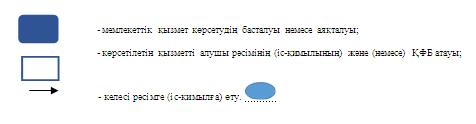 - мемлекеттік қызмет көрсетудің басталуы немесе аяқталуы;
- көрсетілетін қызметті алушы рәсімінің (іс-қимылының) және (немесе) ҚФБ атауы;
- келесі рәсімге (іс-қимылға) өту.